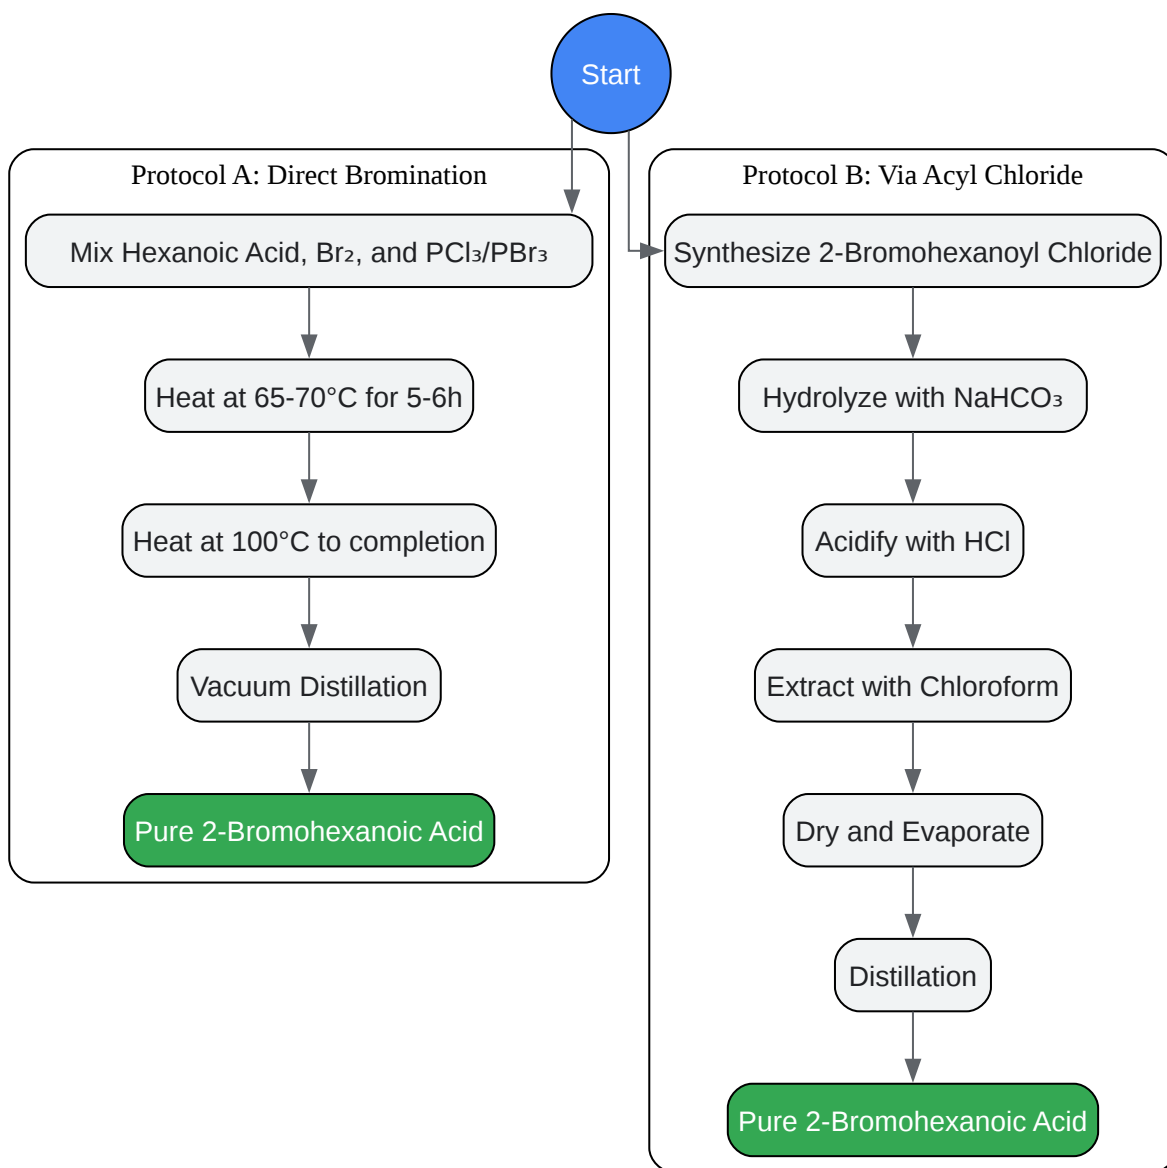 Start
Protocol A: Direct Bromination
Mix Hexanoic Acid, Br₂, and PCl₃/PBr₃
Heat at 65-70°C for 5-6h
Heat at 100°C to completion
Vacuum Distillation
Pure 2-Bromohexanoic Acid
Protocol B: Via Acyl Chloride
Synthesize 2-Bromohexanoyl Chloride
Hydrolyze with NaHCO₃
Acidify with HCl
Extract with Chloroform
Dry and Evaporate
Distillation
Pure 2-Bromohexanoic Acid